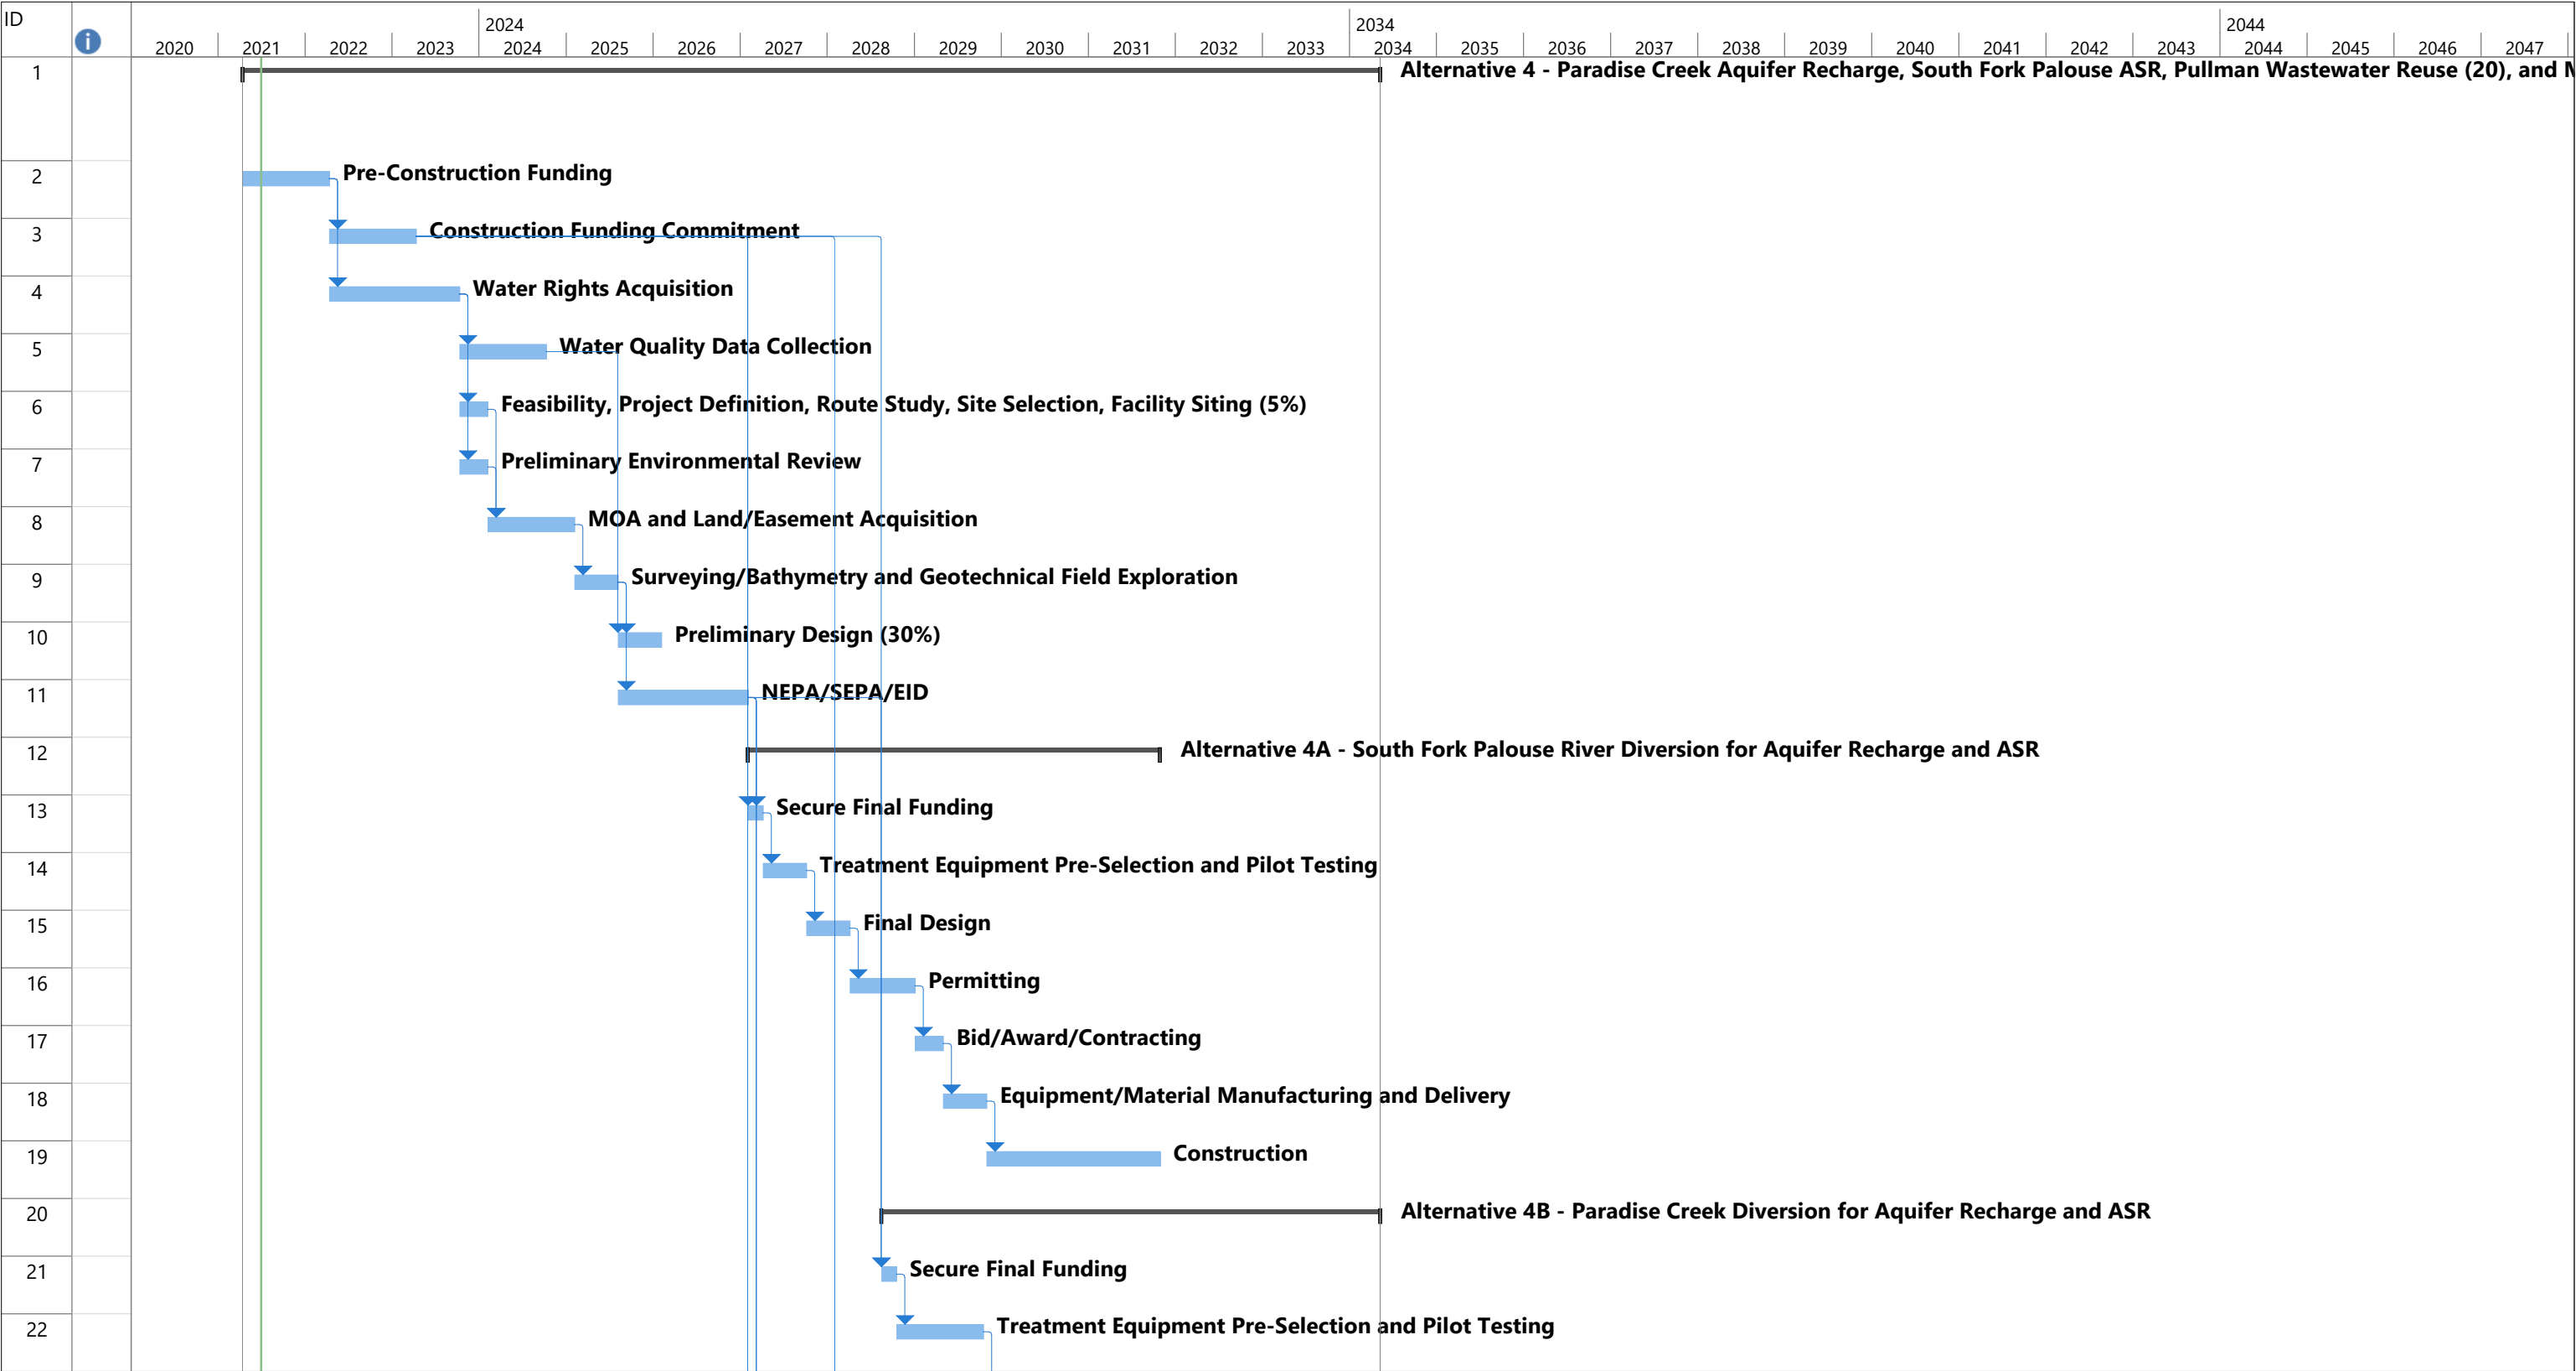 ID
i
2024 2034 2044
2020 2021 2022 2023 2024 2025 2026 2027 2028 2029 2030 2031 2032 2033 2034 2035 2036 2037 2038 2039 2040 2041 2042 2043 2044 2045 2046 2047
1 Alternative 4 - Paradise Creek Aquifer Recharge, South Fork Palouse ASR, Pullman Wastewater Reuse (20), and
2 Pre-Construction Funding
3 Construction Funding Commitment
4 Water Rights Acquisition
5 Water Quality Data Collection
6 Feasibility, Project Definition, Route Study, Site Selection, Facility Siting (5%)
7 Preliminary Environmental Review
8 MOA and Land/Easement Acquisition
9 Surveying/Bathymetry and Geotechnical Field Exploration
10 Preliminary Design (30%)
11 NEPA/SEPA/EID
12 Alternative 4A - South Fork Palouse River Diversion for Aquifer Recharge and ASR
13 Secure Final Funding
14 Treatment Equipment Pre-Selection and Pilot Testing
15 Final Design
16 Permitting
17 Bid/Award/Contracting
18 Equipment/Material Manufacturing and Delivery
19 Construction
20 Alternative 4B - Paradise Creek Diversion for Aquifer Recharge and ASR
21 Secure Final Funding
22 Treatment Equipment Pre-Selection and Pilot Testing